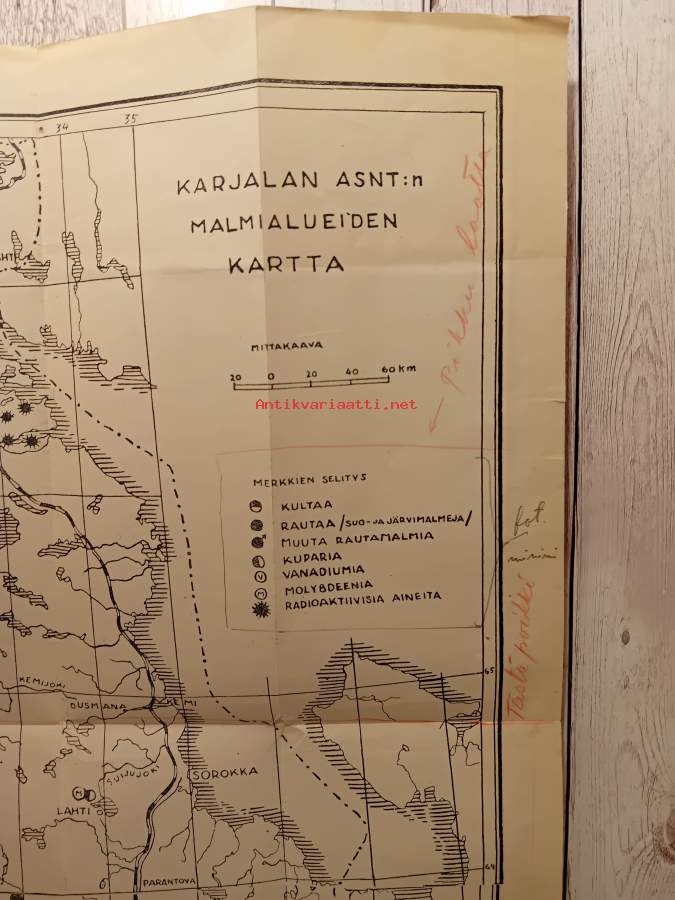 34
35
KARJALAN ASNT:n
MALMIALUEIDEN
KARTTA
MITTAKAAVA
20 0 20 40 60 km
Antikvariaatti.net
← Pikku
MERKKIEN SELITYS
KULTAA
RAUTAA /SUO- JA JÄRVIMALMEJA/
MUUTA RAUTAMALMIA
KUPARIA
V VANADIUMIA
M MOLYBDEENIA
RADIOAKTIIVISIA AINEITA
Tästä poikki
65
KEMIJOKI
OUSMANA
KEMI
SUIJUJOKI
SOROKKA
M
LAHTI
PARANTOVA
64